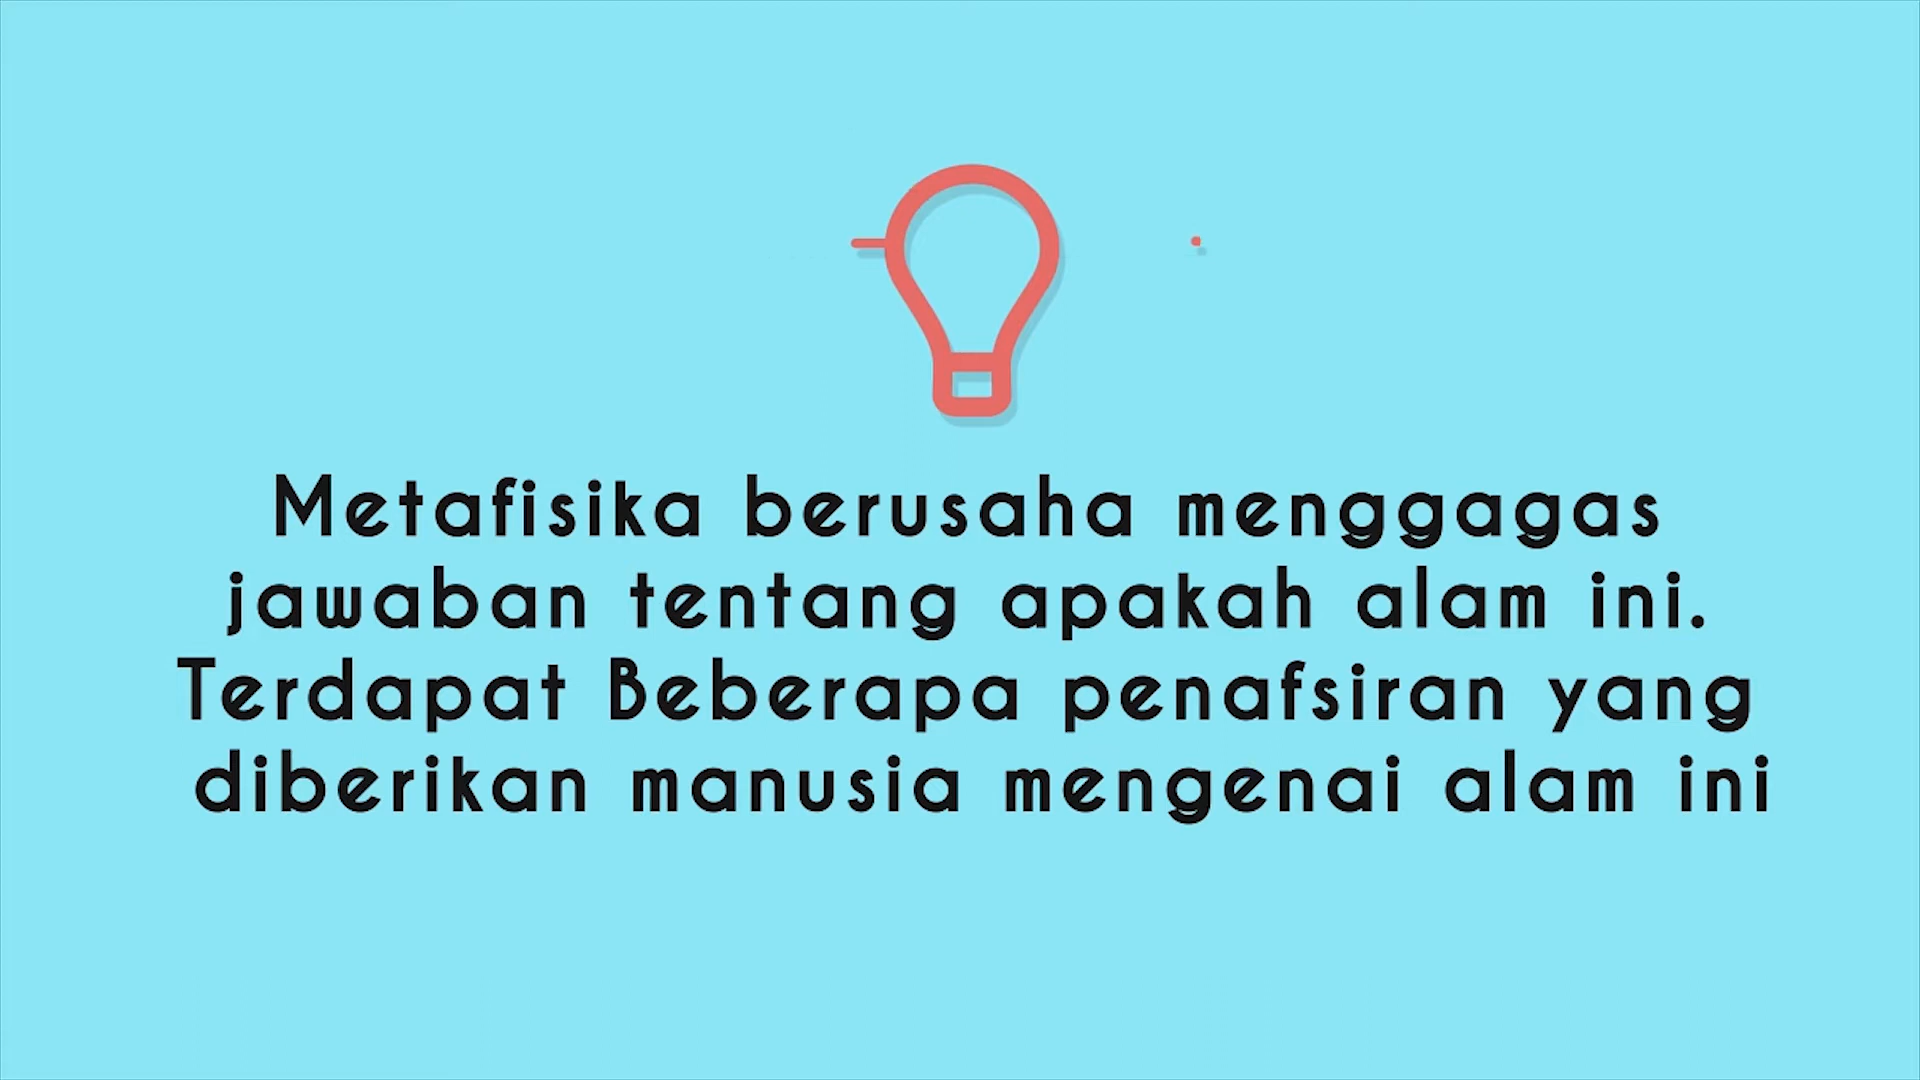 Metafisika berusaha menggagas
jawaban tentang apakah alam ini.
Terdapat Beberapa penafsiran yang
diberikan manusia mengenai alam ini